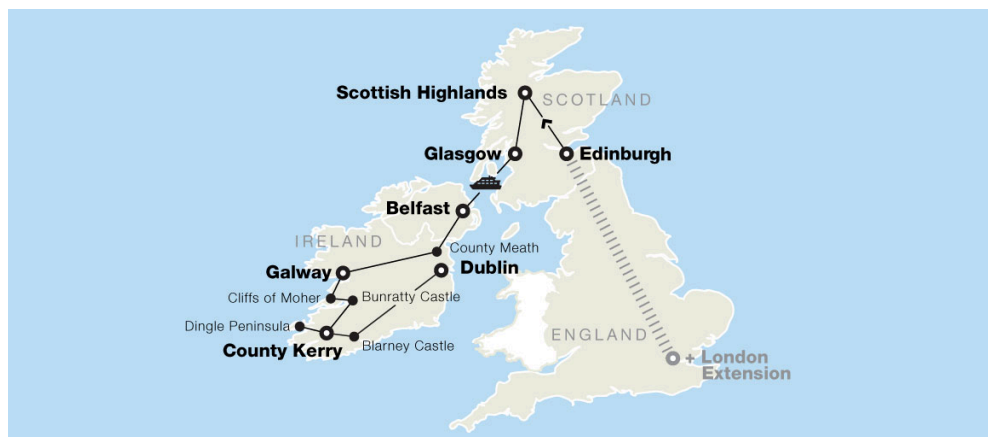 Scottish Highlands
SCOTLAND
Glasgow
Edinburgh
Belfast
IRELAND
County Meath
Galway
Dublin
Cliffs of Moher
Bunratty Castle
Dingle Peninsula
County Kerry
Blarney Castle
ENGLAND
+ London
Extension